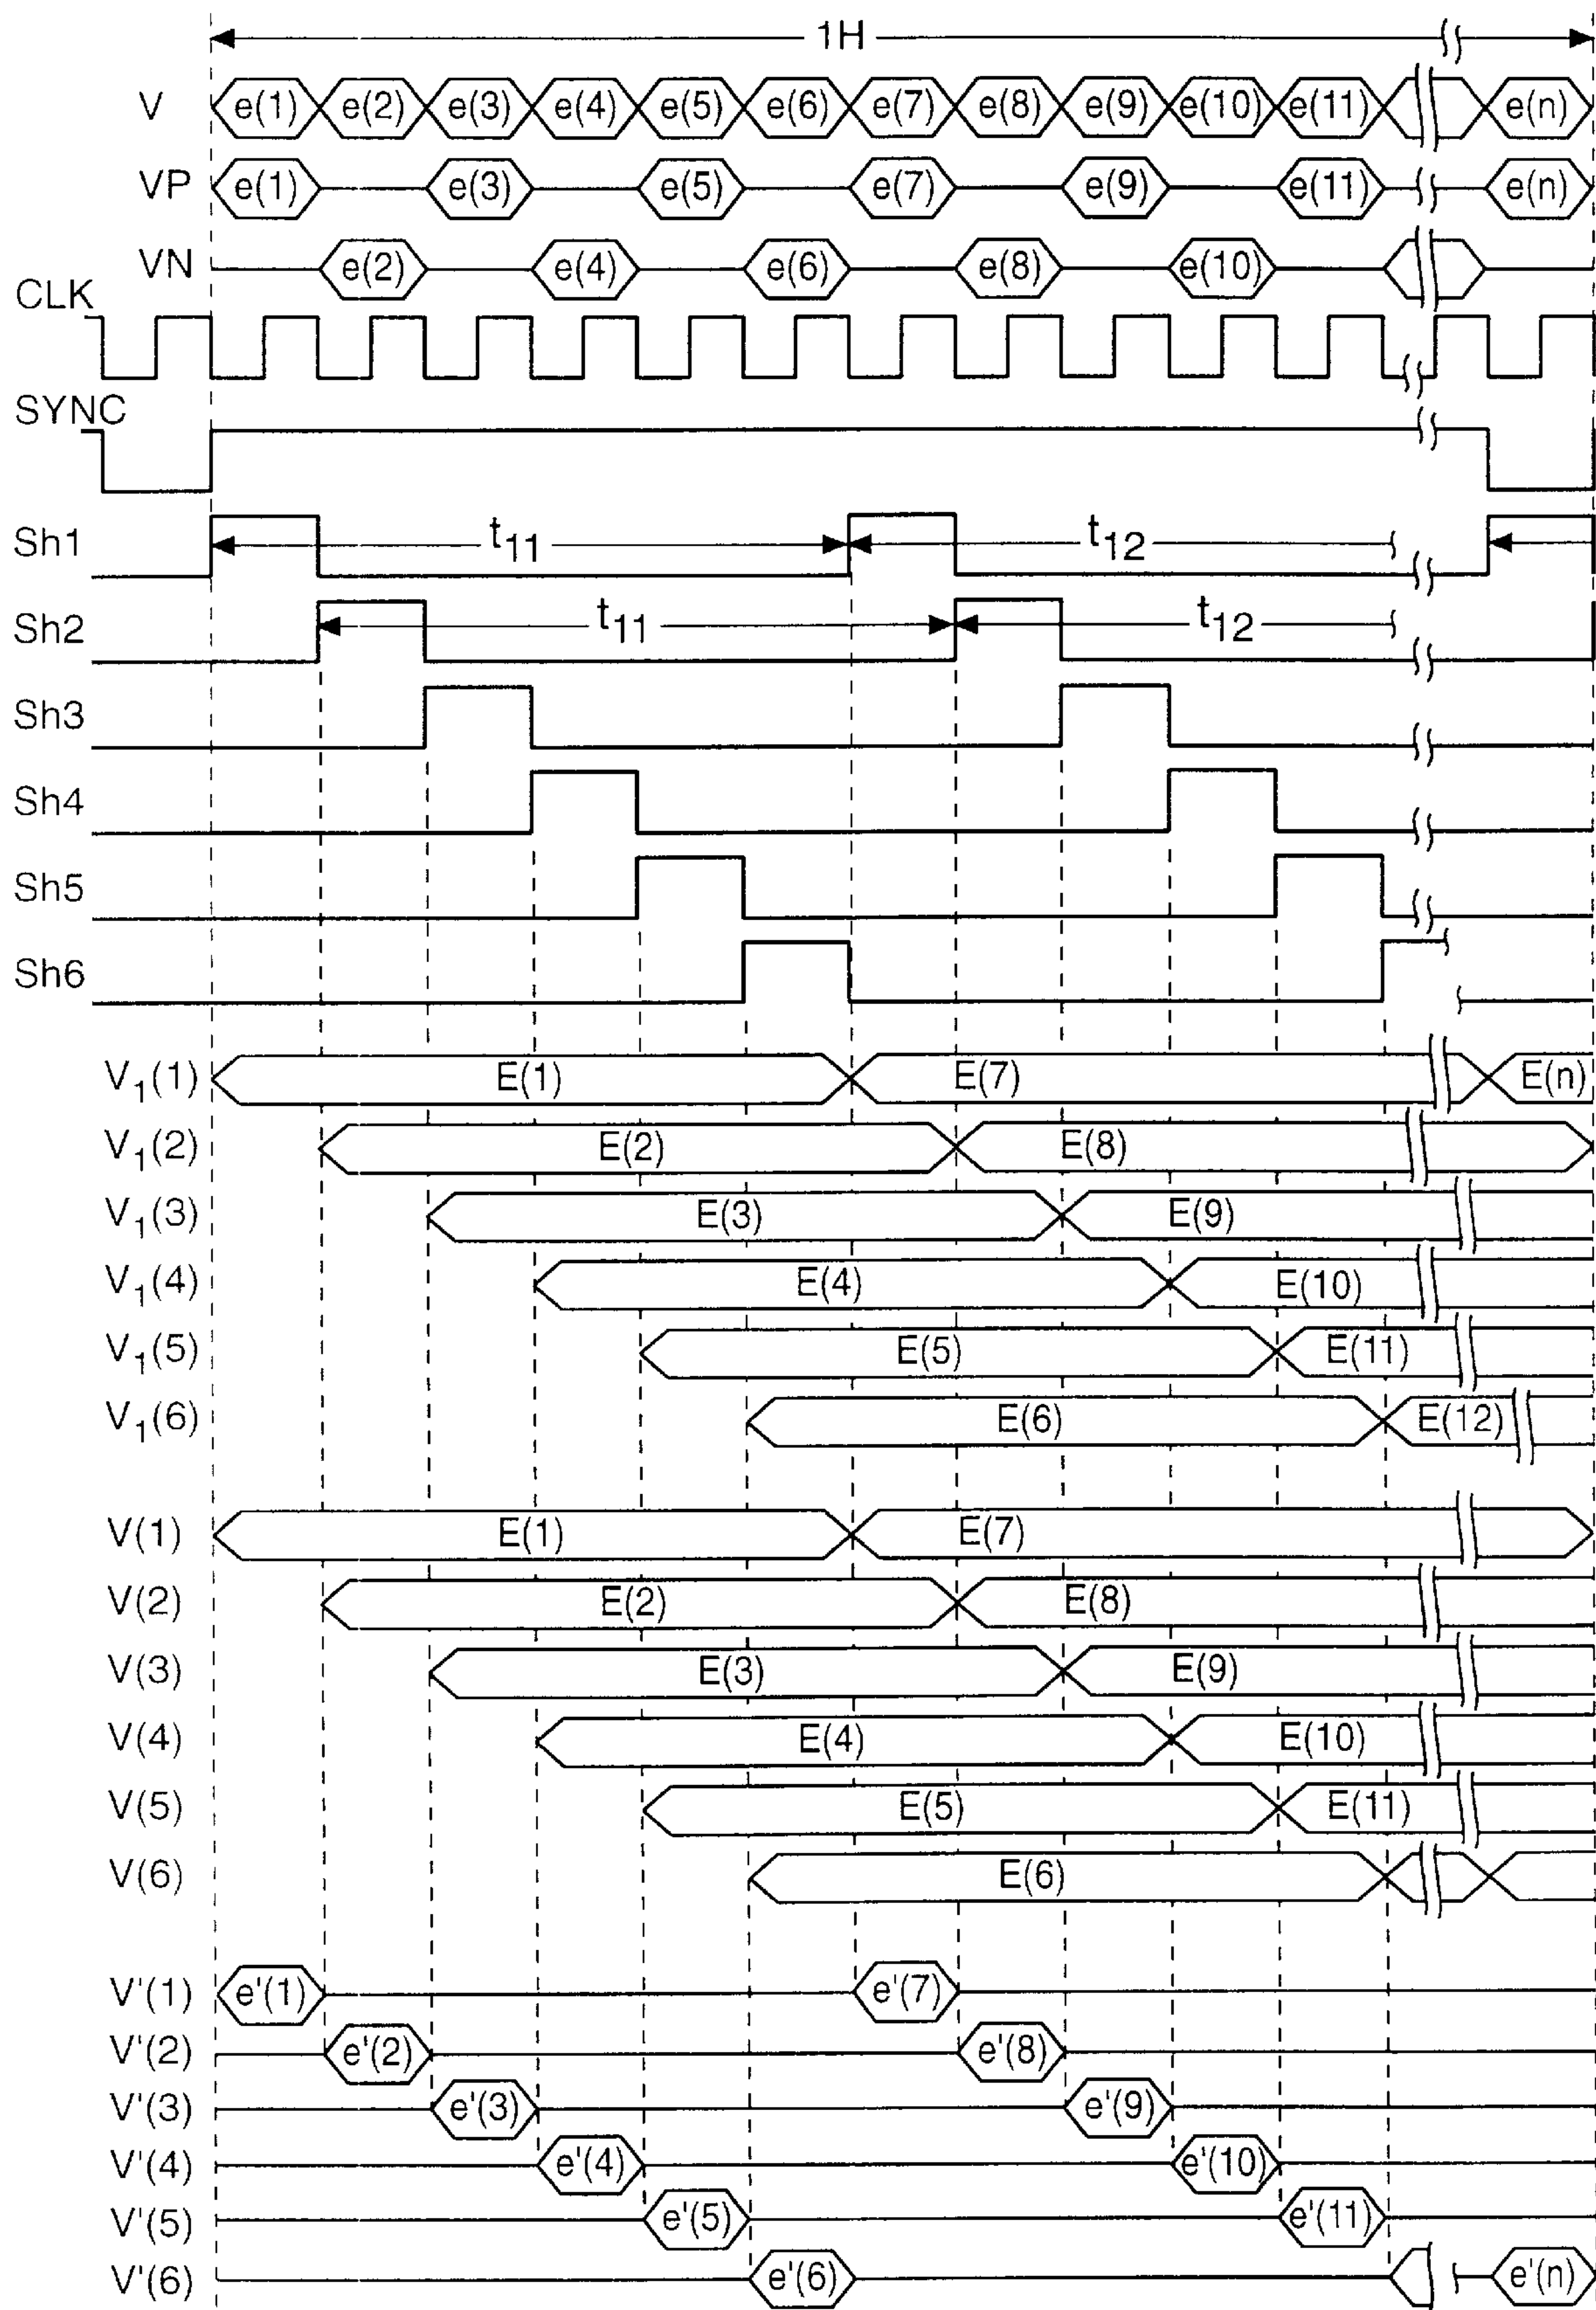 1H
V e(1) e(2) e(3) e(4) e(5) e(6) e(7) e(8) e(9) e(10) e(11) e(n)
VP e(1) e(3) e(5) e(7) e(9) e(11) e(n)
VN e(2) e(4) e(6) e(8) e(10)
CLK
SYNC
Sh1 t11 t12
Sh2 t11 t12
Sh3
Sh4
Sh5
Sh6
V1(1) E(1) E(7) E(n)
V1(2) E(2) E(8)
V1(3) E(3) E(9)
V1(4) E(4) E(10)
V1(5) E(5) E(11)
V1(6) E(6) E(12)
V(1) E(1) E(7)
V(2) E(2) E(8)
V(3) E(3) E(9)
V(4) E(4) E(10)
V(5) E(5) E(11)
V(6) E(6)
V'(1) e'(1) e'(7)
V'(2) e'(2) e'(8)
V'(3) e'(3) e'(9)
V'(4) e'(4) e'(10)
V'(5) e'(5) e'(11)
V'(6) e'(6) e'(n)